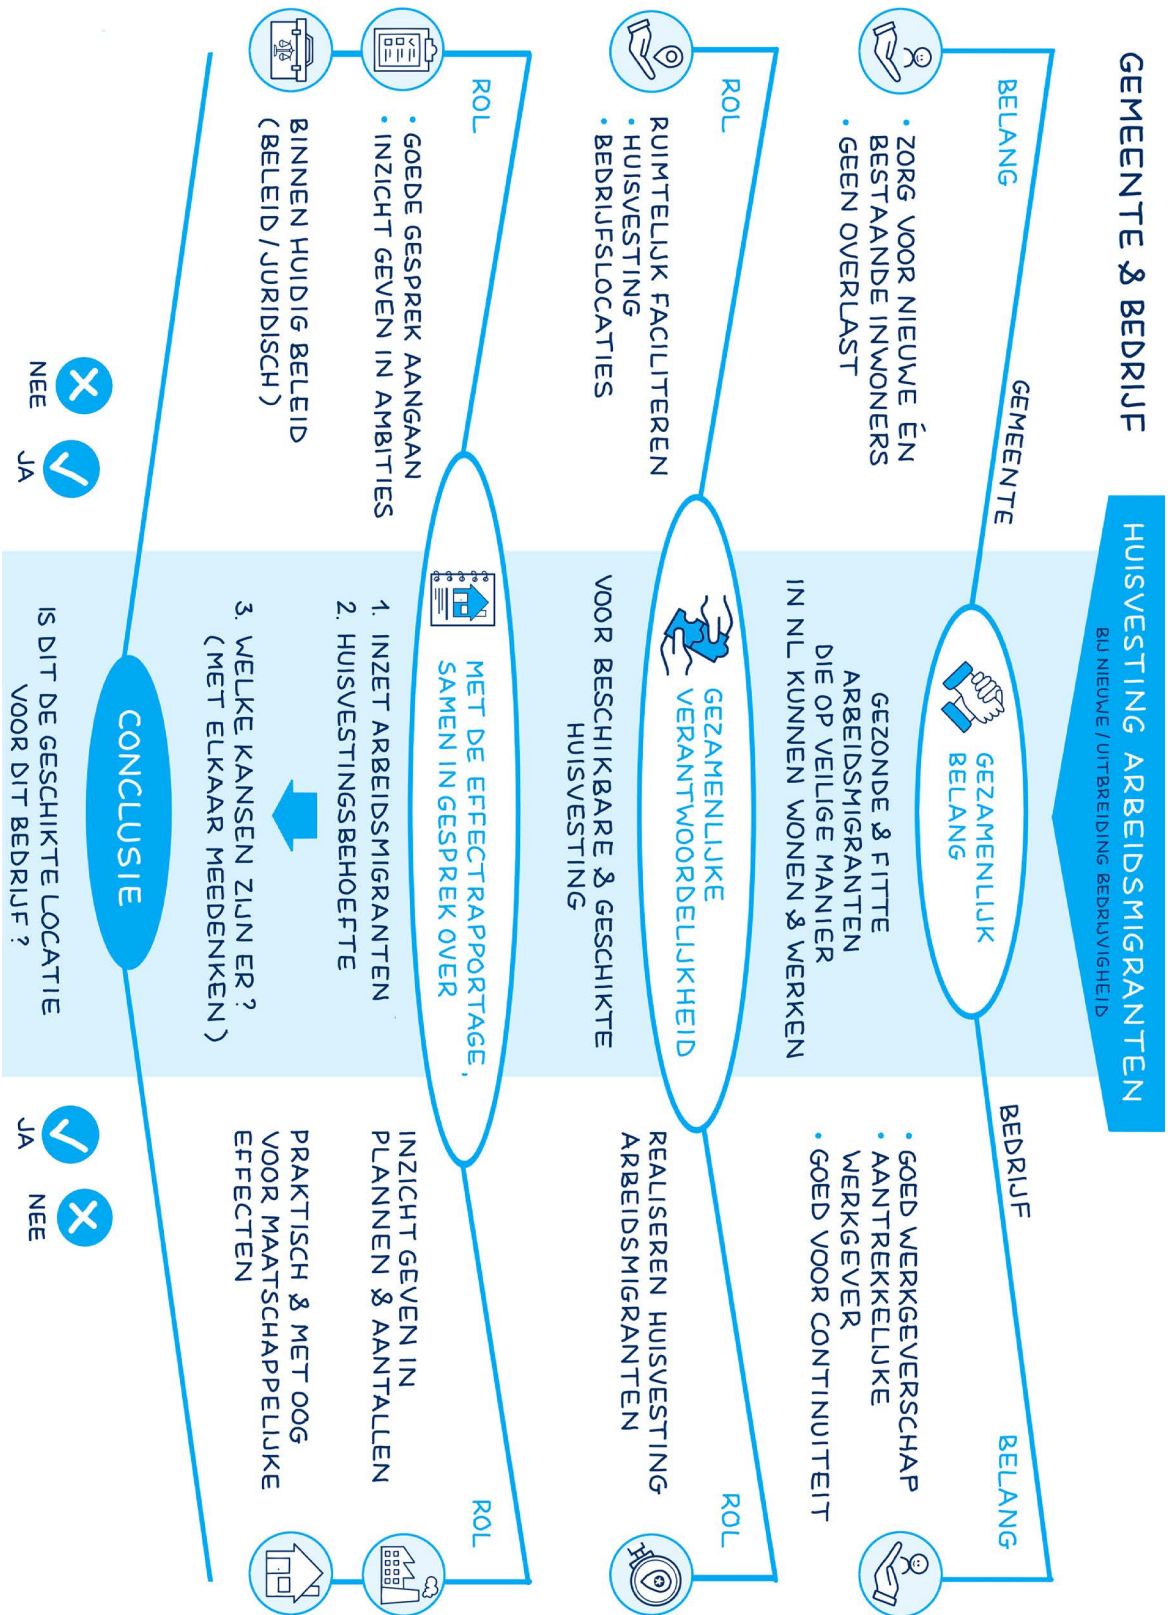 GEMEENTE & BEDRIJF
HUISVESTING ARBEIDSMIGRANTEN
BIJ NIEUWE / UITBREIDING BEDRIJVIGHEID
GEMEENTE
BEDRIJF
BELANG
• ZORG VOOR NIEUWE ÉN
BESTAANDE INWONERS
• GEEN OVERLAST
GEZAMENLIJK
BELANG
GEZONDE & FITTE
ARBEIDSMIGRANTEN
DIE OP VEILIGE MANIER
IN NL KUNNEN WONEN & WERKEN
BELANG
• GOED WERKGEVERSCHAP
• AANTREKKELIJKE
WERKGEVER
• GOED VOOR CONTINUITEIT
ROL
RUIMTELIJK FACILITEREN
• HUISVESTING
• BEDRIJFSLOCATIES
GEZAMENLIJKE
VERANTWOORDELIJKHEID
VOOR BESCHIKBARE & GESCHIKTE
HUISVESTING
ROL
REALISEREN HUISVESTING
ARBEIDSMIGRANTEN
ROL
• GOEDE GESPREK AANGAAN
• INZICHT GEVEN IN AMBITIES
BINNEN HUIDIG BELEID
(BELEID / JURIDISCH)
MET DE EFFECTRAPPORTAGE,
SAMEN IN GESPREK OVER
1. INZET ARBEIDSMIGRANTEN
2. HUISVESTINGSBEHOEFTE
3. WELKE KANSEN ZIJN ER?
(MET ELKAAR MEEDENKEN)
ROL
INZICHT GEVEN IN
PLANNEN & AANTALLEN
PRAKTISCH & MET OOG
VOOR MAATSCHAPPELIJKE
EFFECTEN
CONCLUSIE
NEE
JA
IS DIT DE GESCHIKTE LOCATIE
VOOR DIT BEDRIJF?
JA
NEE